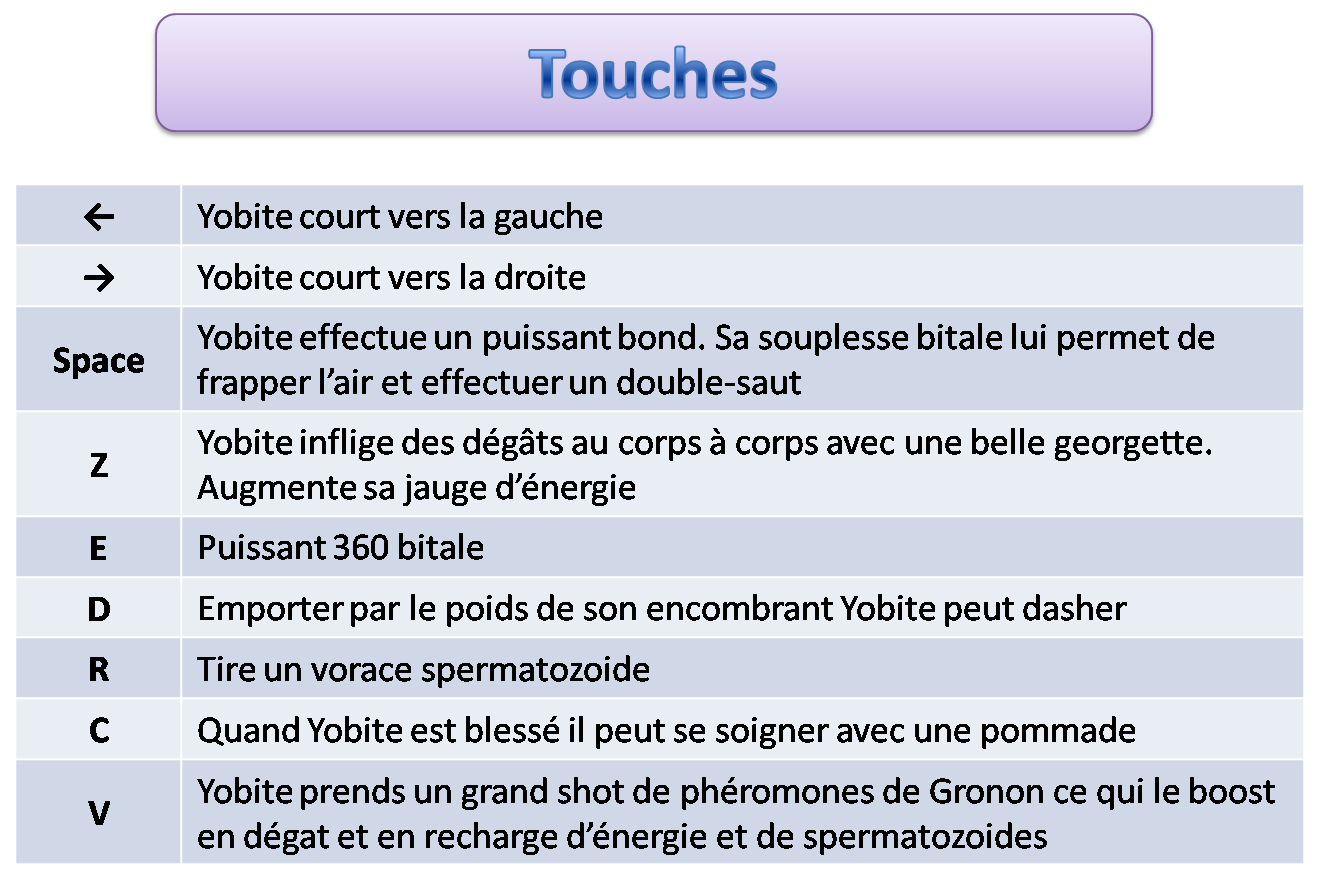 Touches
←
Yobite court vers la gauche
→
Yobite court vers la droite
Space
Yobite effectue un puissant bond. Sa souplesse bitale lui permet de
frapper l’air et effectuer un double-saut
Z
Yobite inflige des dégâts au corps à corps avec une belle georgette.
Augmente sa jauge d’énergie
E
Puissant 360 bitale
D
Emporter par le poids de son encombrant Yobite peut dasher
R
Tire un vorace spermatozoide
C
Quand Yobite est blessé il peut se soigner avec une pommade
V
Yobite prends un grand shot de phéromones de Gronon ce qui le boost
en dégat et en recharge d’énergie et de spermatozoides